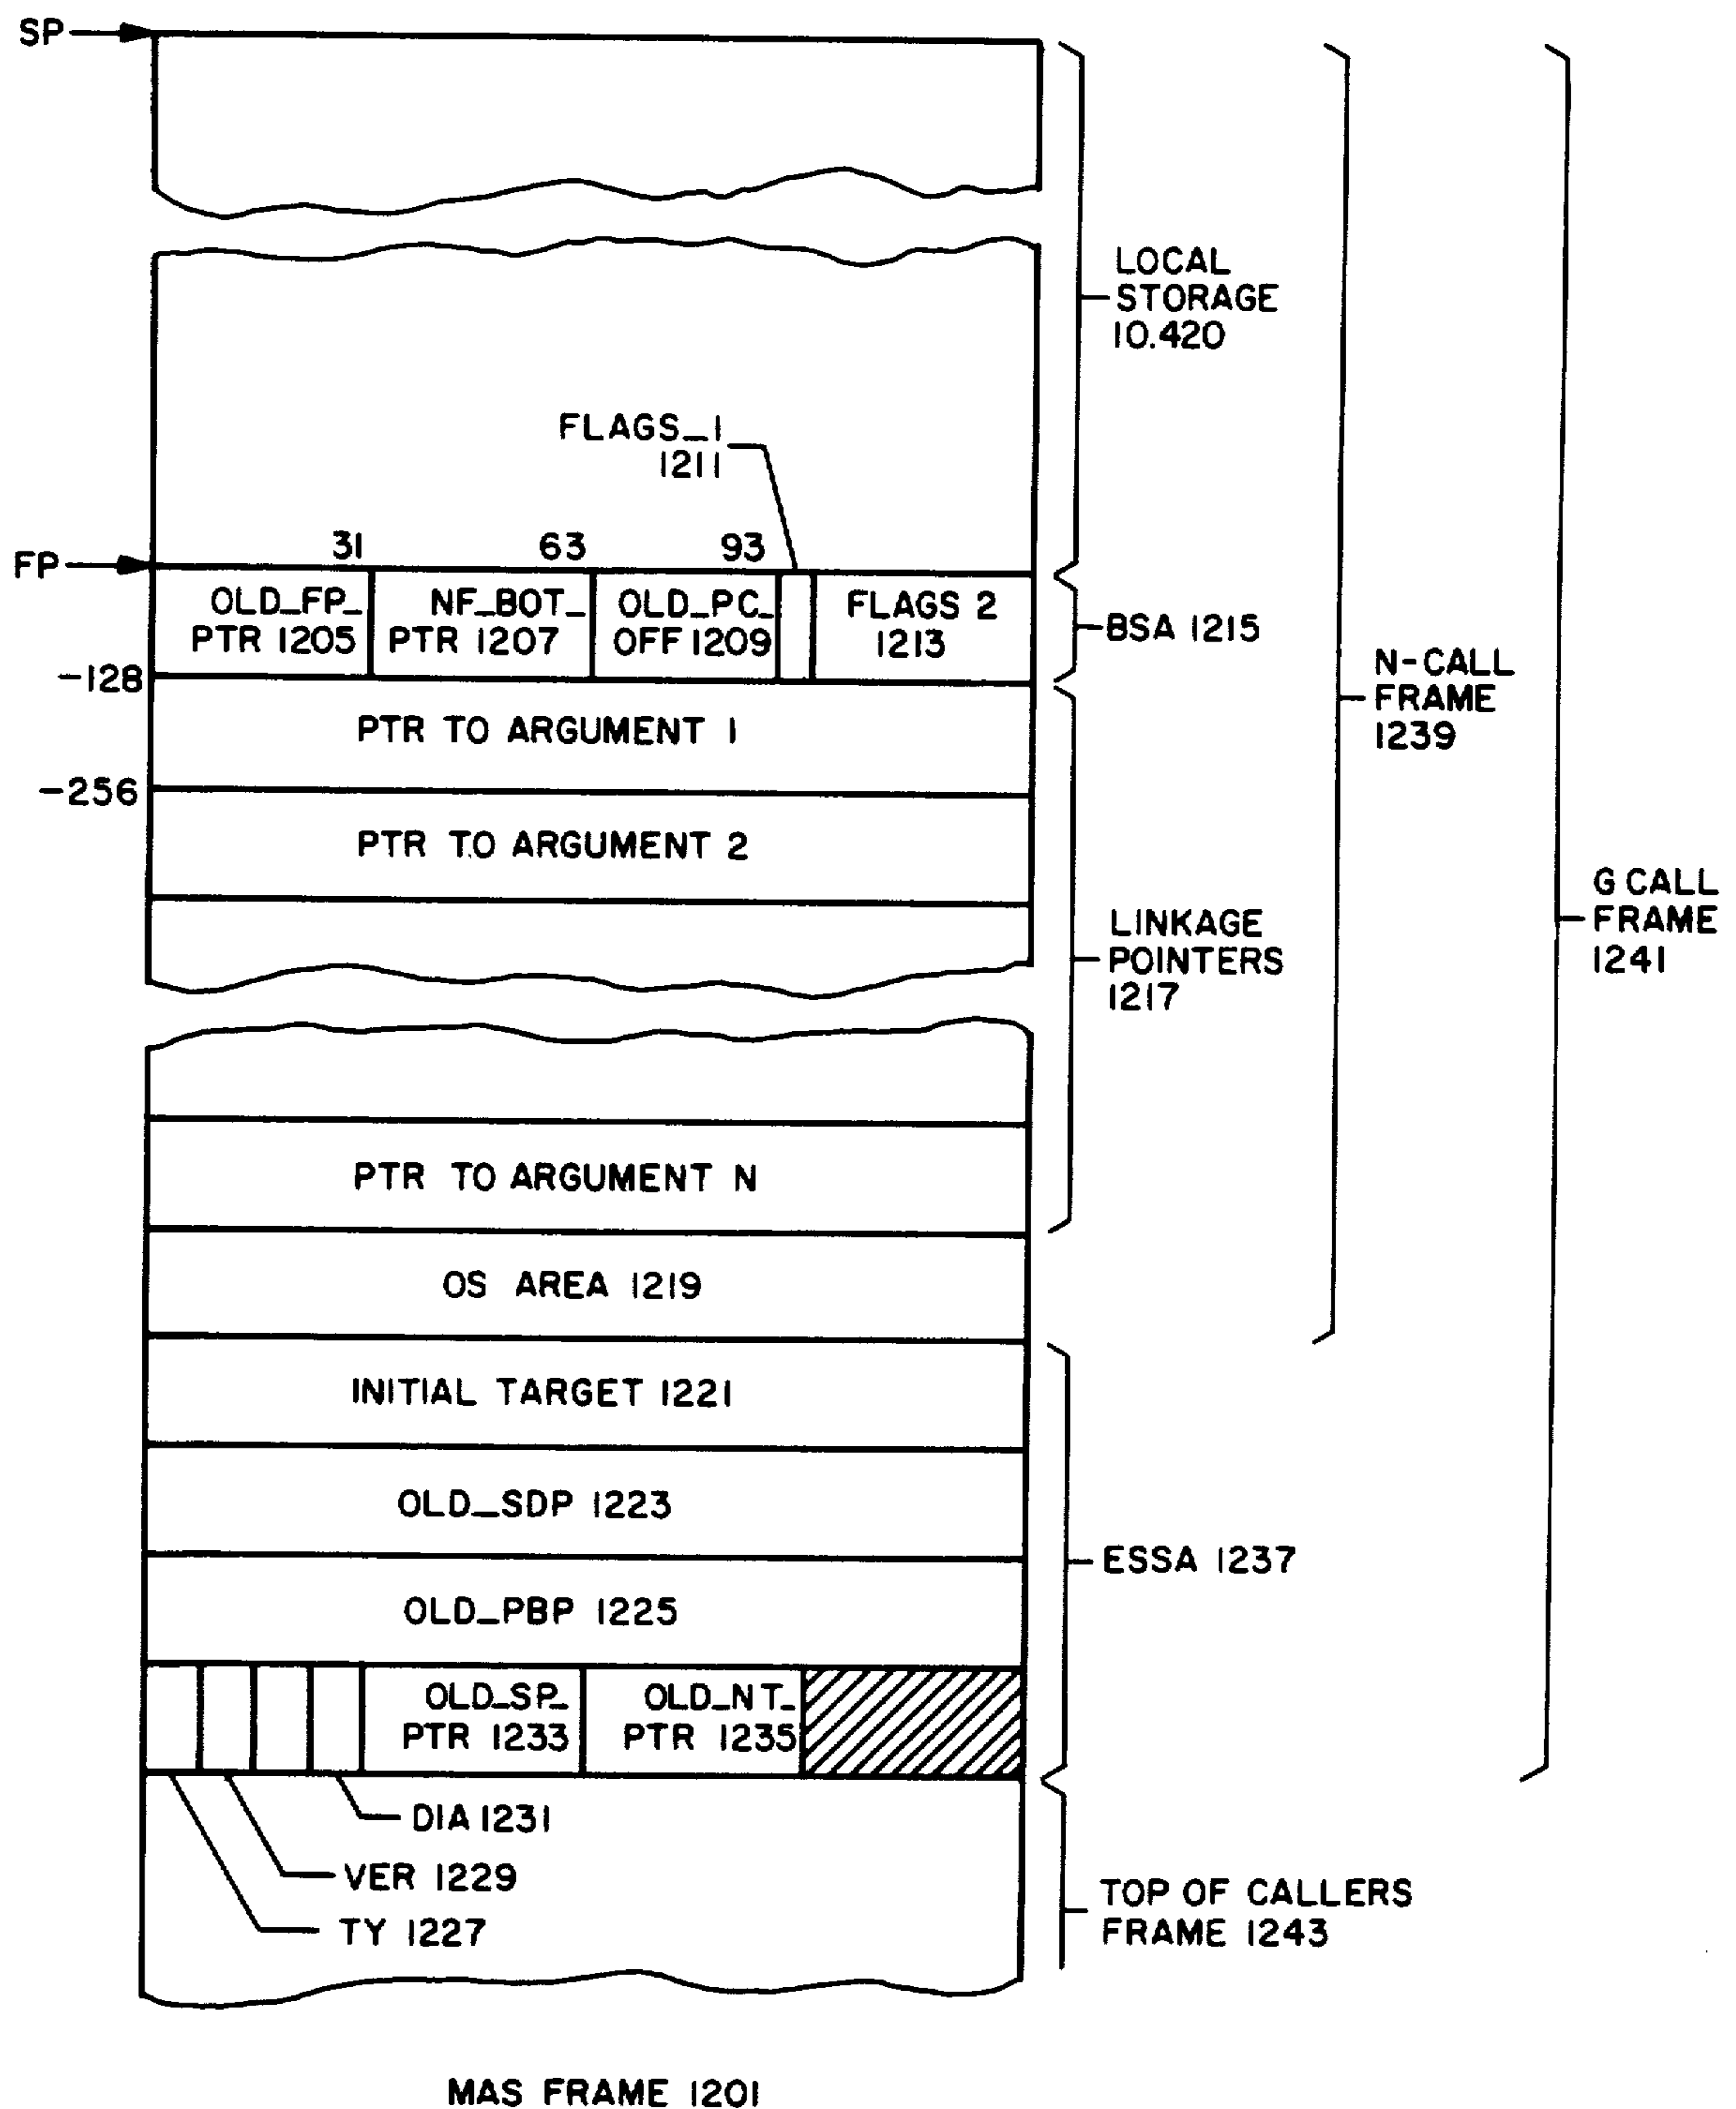 SP
LOCAL
STORAGE
10.420
FLAGS_1
1211
31 63 93
FP
OLD_FP_
PTR 1205
NF_BOT_
PTR 1207
OLD_PC_
OFF 1209
FLAGS 2
1213
BSA 1215
-128
N-CALL
FRAME
1239
PTR TO ARGUMENT 1
-256
PTR TO ARGUMENT 2
G CALL
FRAME
1241
LINKAGE
POINTERS
1217
PTR TO ARGUMENT N
OS AREA 1219
INITIAL TARGET 1221
OLD_SDP 1223
ESSA 1237
OLD_PBP 1225
OLD_SP_
PTR 1233
OLD_NT_
PTR 1235
DIA 1231
VER 1229
TY 1227
TOP OF CALLERS
FRAME 1243
MAS FRAME 1201